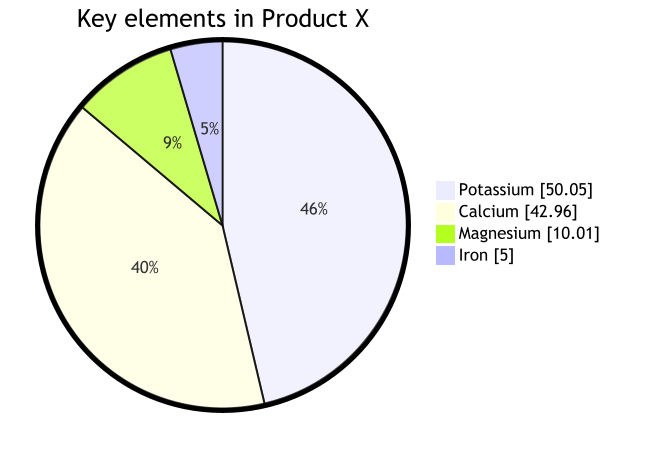 Key elements in Product X
5%
9%
46%
40%
Potassium [50.05]
Calcium [42.96]
Magnesium [10.01]
Iron [5]